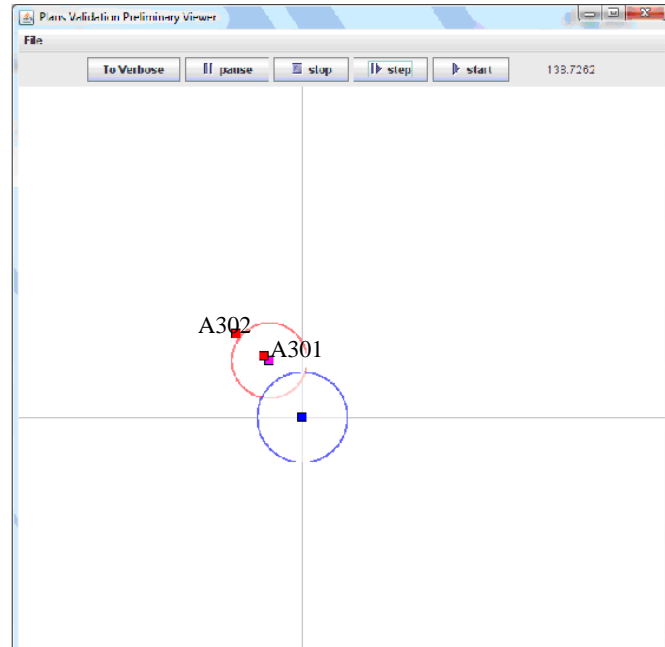 Plans Validation Preliminary Viewer
File
To Verbose pause stop step start 138.7262
A302
A301